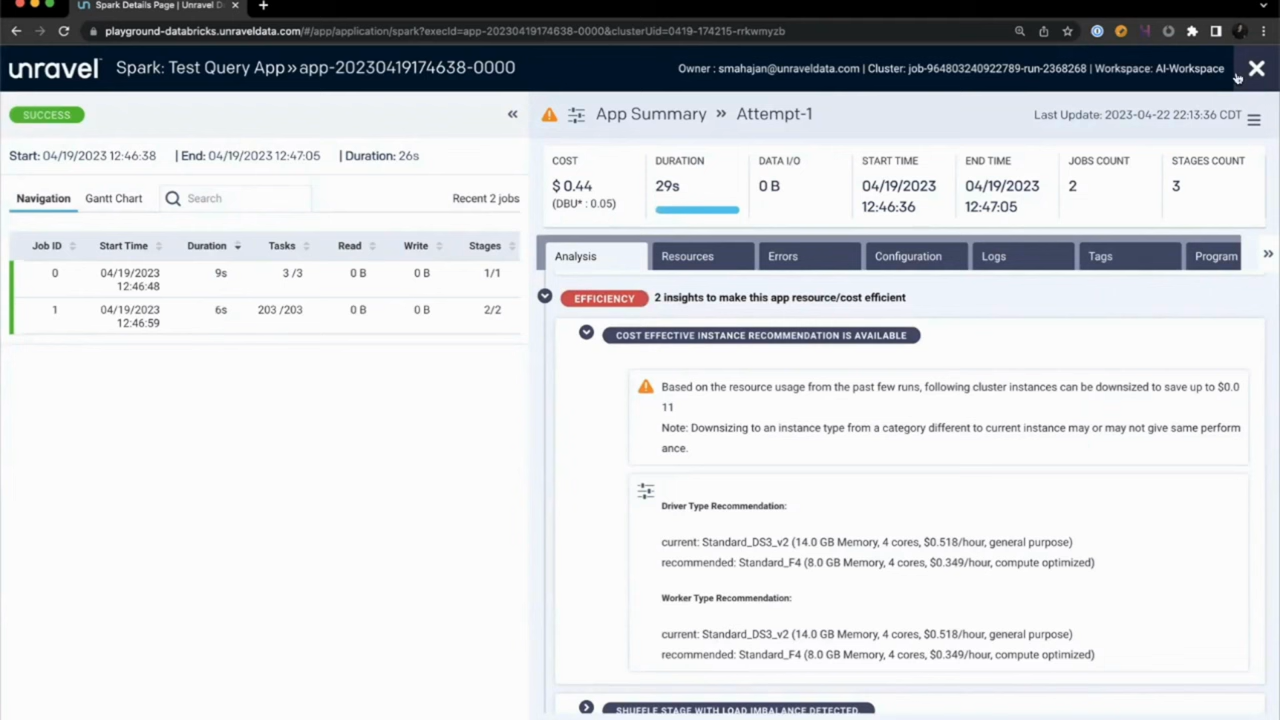 Spark Details Page | Unravel D
playground-databricks.unraveldata.com/#/app/application/spark?execId=app-20230419174638-0000&clusterUid=0419-174215-rrkwmyzb
unravel Spark: Test Query App » app-20230419174638-0000 Owner : smahajan@unraveldata.com | Cluster: job-964803240922789-run-2368268 | Workspace: AI-Workspace
SUCCESS
Start: 04/19/2023 12:46:38 | End: 04/19/2023 12:47:05 | Duration: 26s
Navigation Gantt Chart Search Recent 2 jobs
Job ID Start Time Duration Tasks Read Write Stages
0 04/19/2023 9s 3 /3 0 B 0 B 1/1
12:46:48
1 04/19/2023 6s 203 /203 0 B 0 B 2/2
12:46:59
App Summary » Attempt-1 Last Update: 2023-04-22 22:13:36 CDT
COST DURATION DATA I/O START TIME END TIME JOBS COUNT STAGES COUNT
$ 0.44 29s 0 B 04/19/2023 04/19/2023 2 3
(DBU* : 0.05) 12:46:36 12:47:05
Analysis Resources Errors Configuration Logs Tags Program
EFFICIENCY 2 insights to make this app resource/cost efficient
COST EFFECTIVE INSTANCE RECOMMENDATION IS AVAILABLE
Based on the resource usage from the past few runs, following cluster instances can be downsized to save up to $0.0
11
Note: Downsizing to an instance type from a category different to current instance may or may not give same perform
ance.
Driver Type Recommendation:
current: Standard_DS3_v2 (14.0 GB Memory, 4 cores, $0.518/hour, general purpose)
recommended: Standard_F4 (8.0 GB Memory, 4 cores, $0.349/hour, compute optimized)
Worker Type Recommendation:
current: Standard_DS3_v2 (14.0 GB Memory, 4 cores, $0.518/hour, general purpose)
recommended: Standard_F4 (8.0 GB Memory, 4 cores, $0.349/hour, compute optimized)
SHUFFLE STAGE WITH LOAD IMBALANCE DETECTED